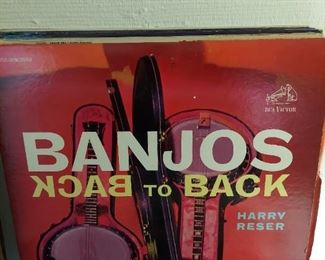 RCA VICTOR
BANJOS
BACK TO BACK
HARRY
RESER